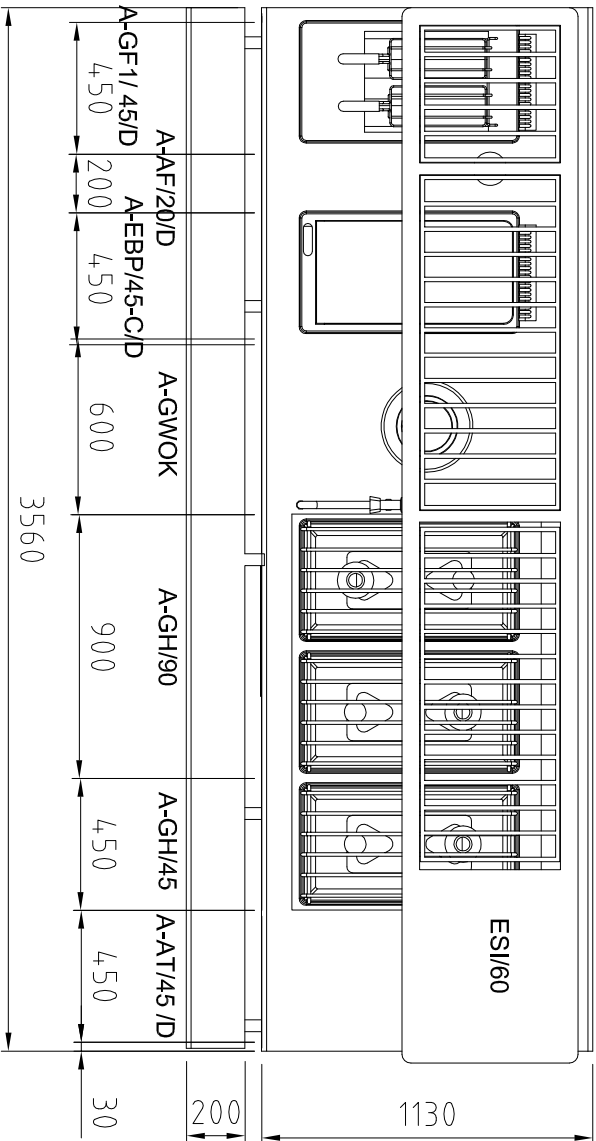 A-GF1/ 45/D
450
A-AF/20/D
200
A-EBP/45-C/D
450
A-GWOK
600
A-GH/90
900
A-GH/45
450
A-AT/45 /D
450
30
3560
200
1130
ESI/60